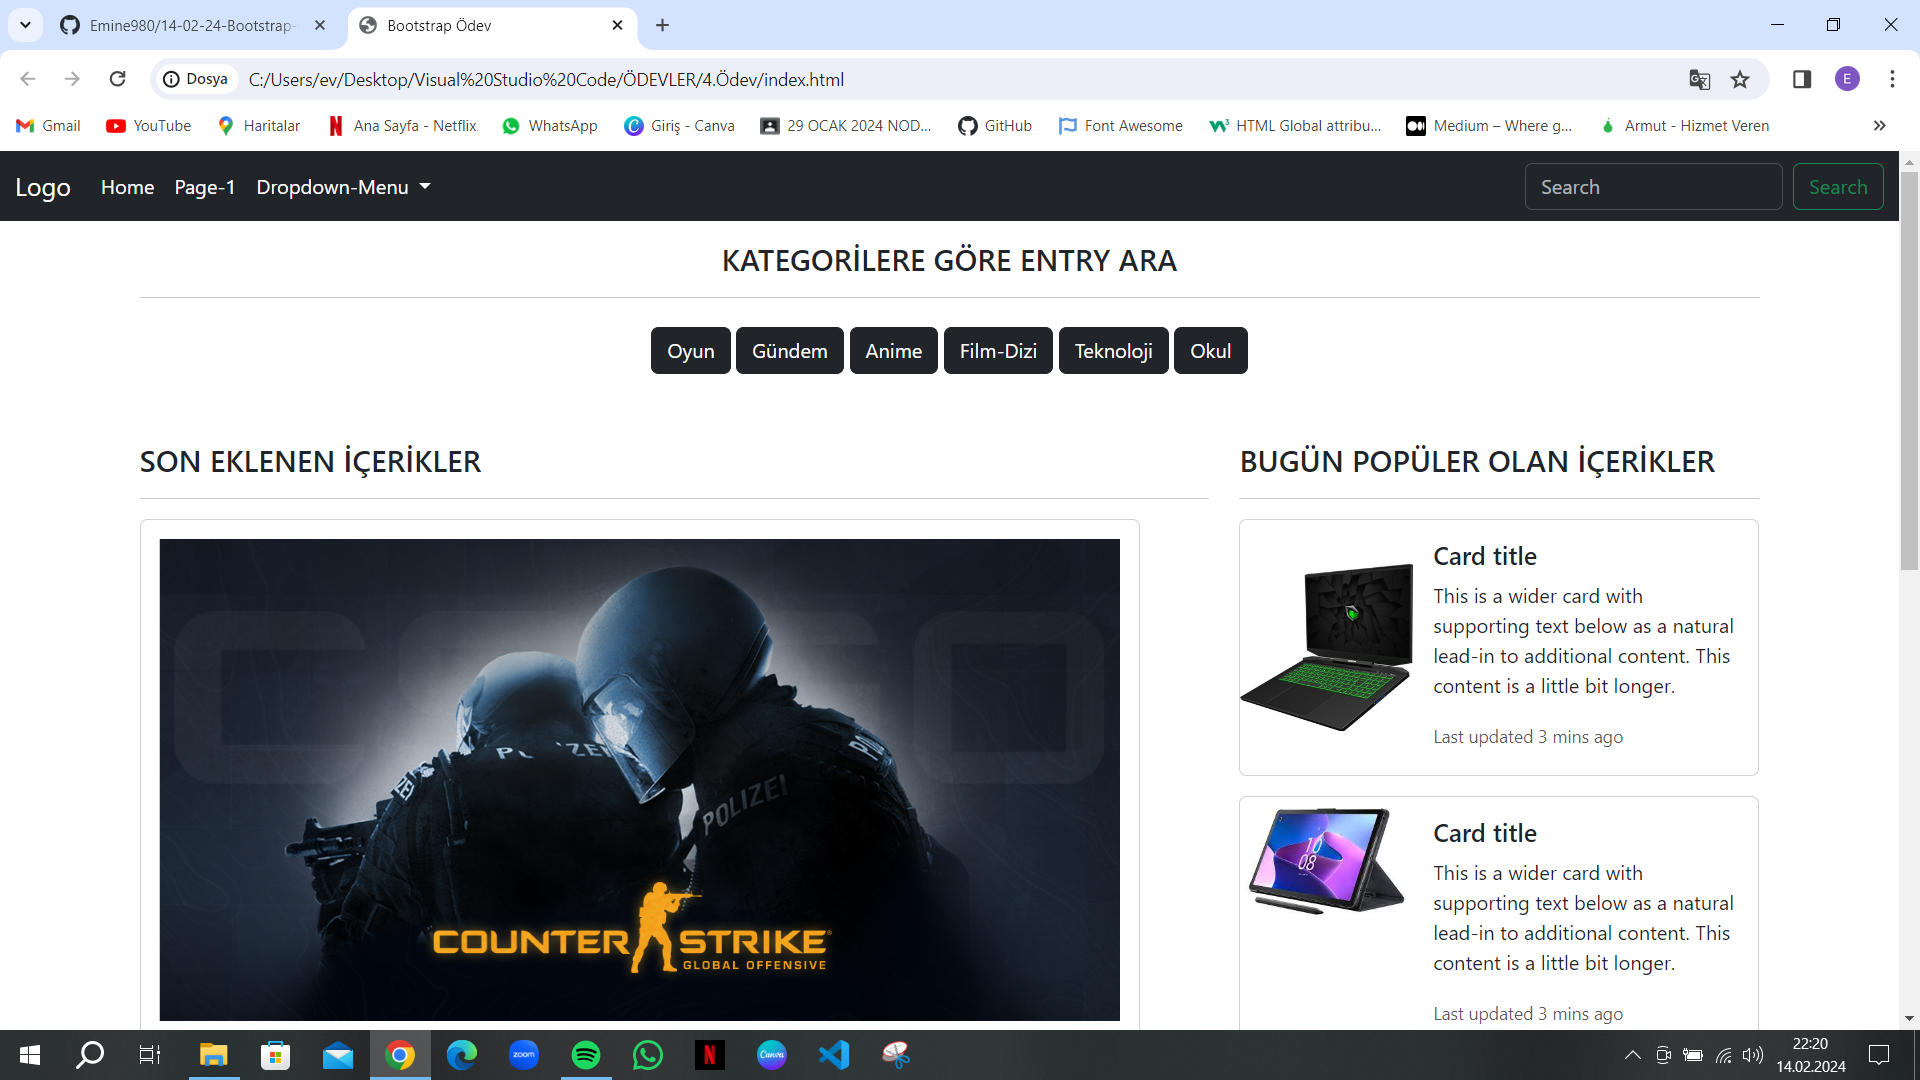 Emine980/14-02-24-Bootstrap-
Bootstrap Ödev
Dosya
C:/Users/ev/Desktop/Visual%20Studio%20Code/ÖDEVLER/4.Ödev/index.html
E
Gmail
YouTube
Haritalar
Ana Sayfa - Netflix
WhatsApp
Giriş - Canva
29 OCAK 2024 NOD...
GitHub
Font Awesome
HTML Global attribu...
Medium – Where g...
Armut - Hizmet Veren
Logo
Home
Page-1
Dropdown-Menu
Search
Search
KATEGORİLERE GÖRE ENTRY ARA
Oyun
Gündem
Anime
Film-Dizi
Teknoloji
Okul
SON EKLENEN İÇERİKLER
POLIZEI
COUNTER STRIKE
GLOBAL OFFENSIVE
BUGÜN POPÜLER OLAN İÇERİKLER
Card title
This is a wider card with
supporting text below as a natural
lead-in to additional content. This
content is a little bit longer.
Last updated 3 mins ago
10
08
Card title
This is a wider card with
supporting text below as a natural
lead-in to additional content. This
content is a little bit longer.
Last updated 3 mins ago
zoom
Canva
22:20
14.02.2024